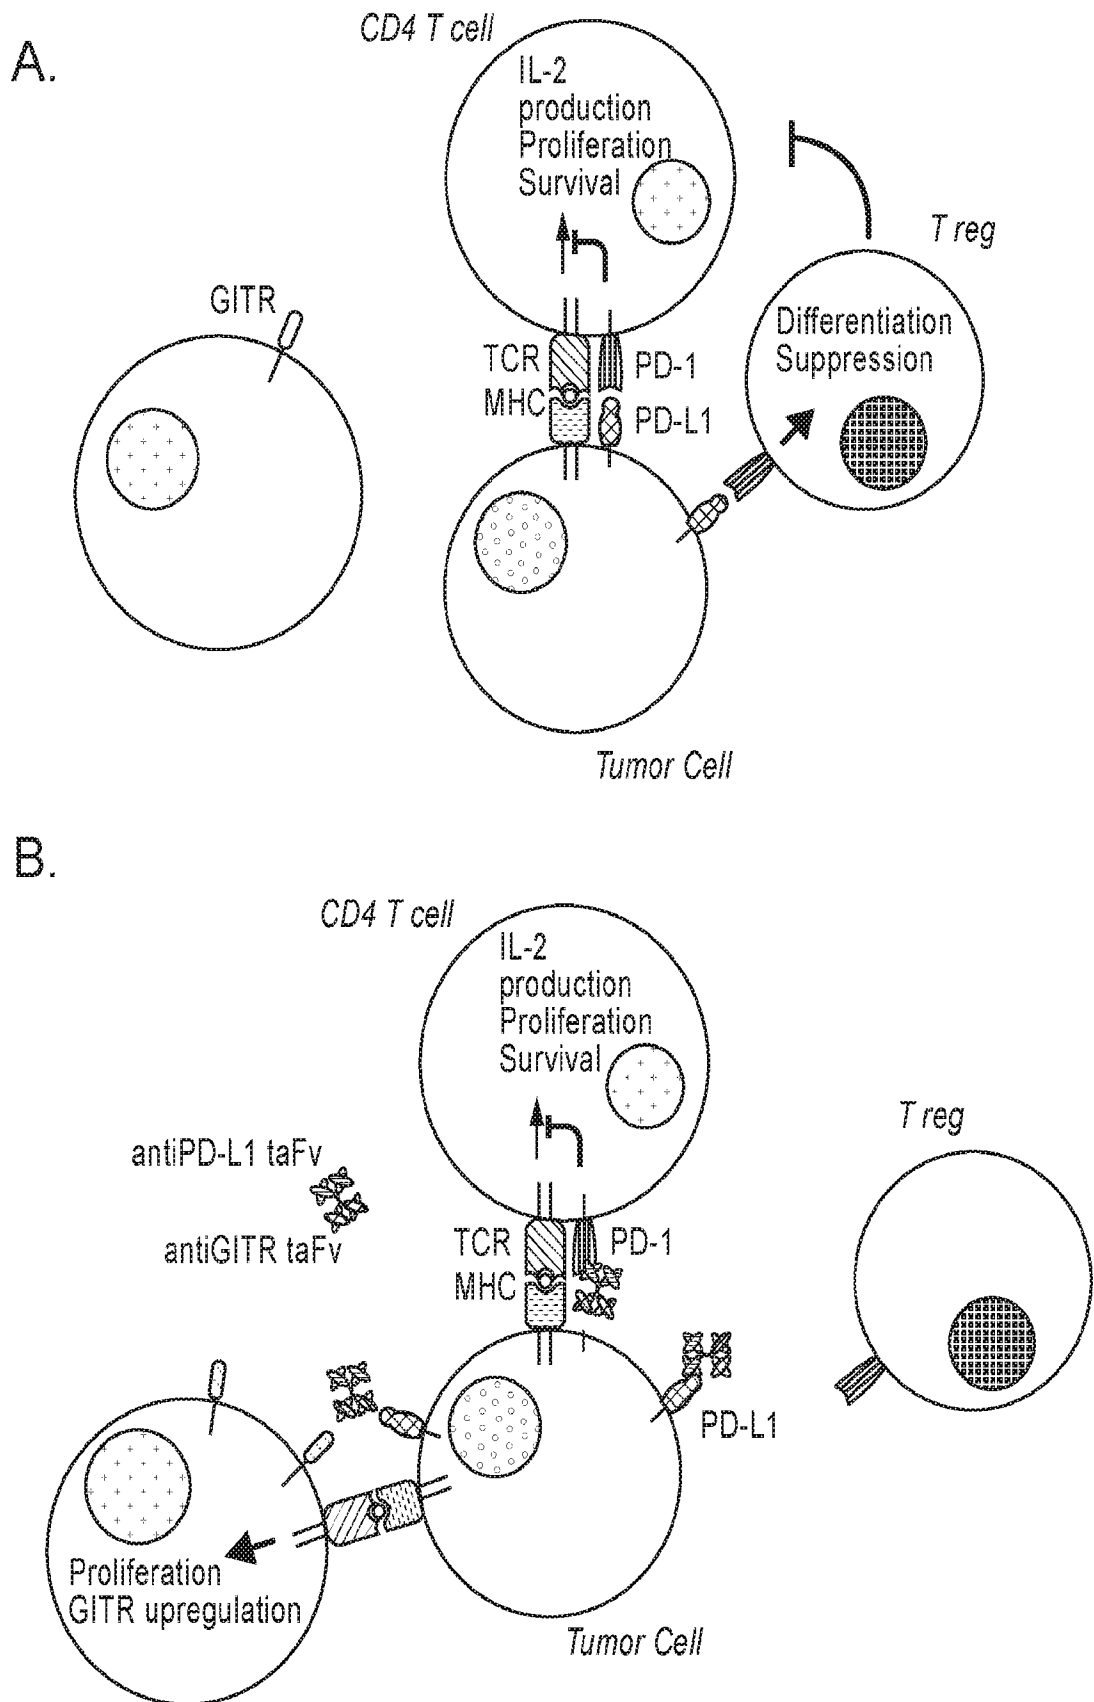 A.
CD4 T cell
IL-2
production
Proliferation
Survival
T reg
GITR
Differentiation
Suppression
TCR
PD-1
MHC
PD-L1
Tumor Cell
B.
CD4 T cell
IL-2
production
Proliferation
Survival
T reg
antiPD-L1 taFv
antiGITR taFv
TCR
PD-1
MHC
PD-L1
Proliferation
GITR upregulation
Tumor Cell